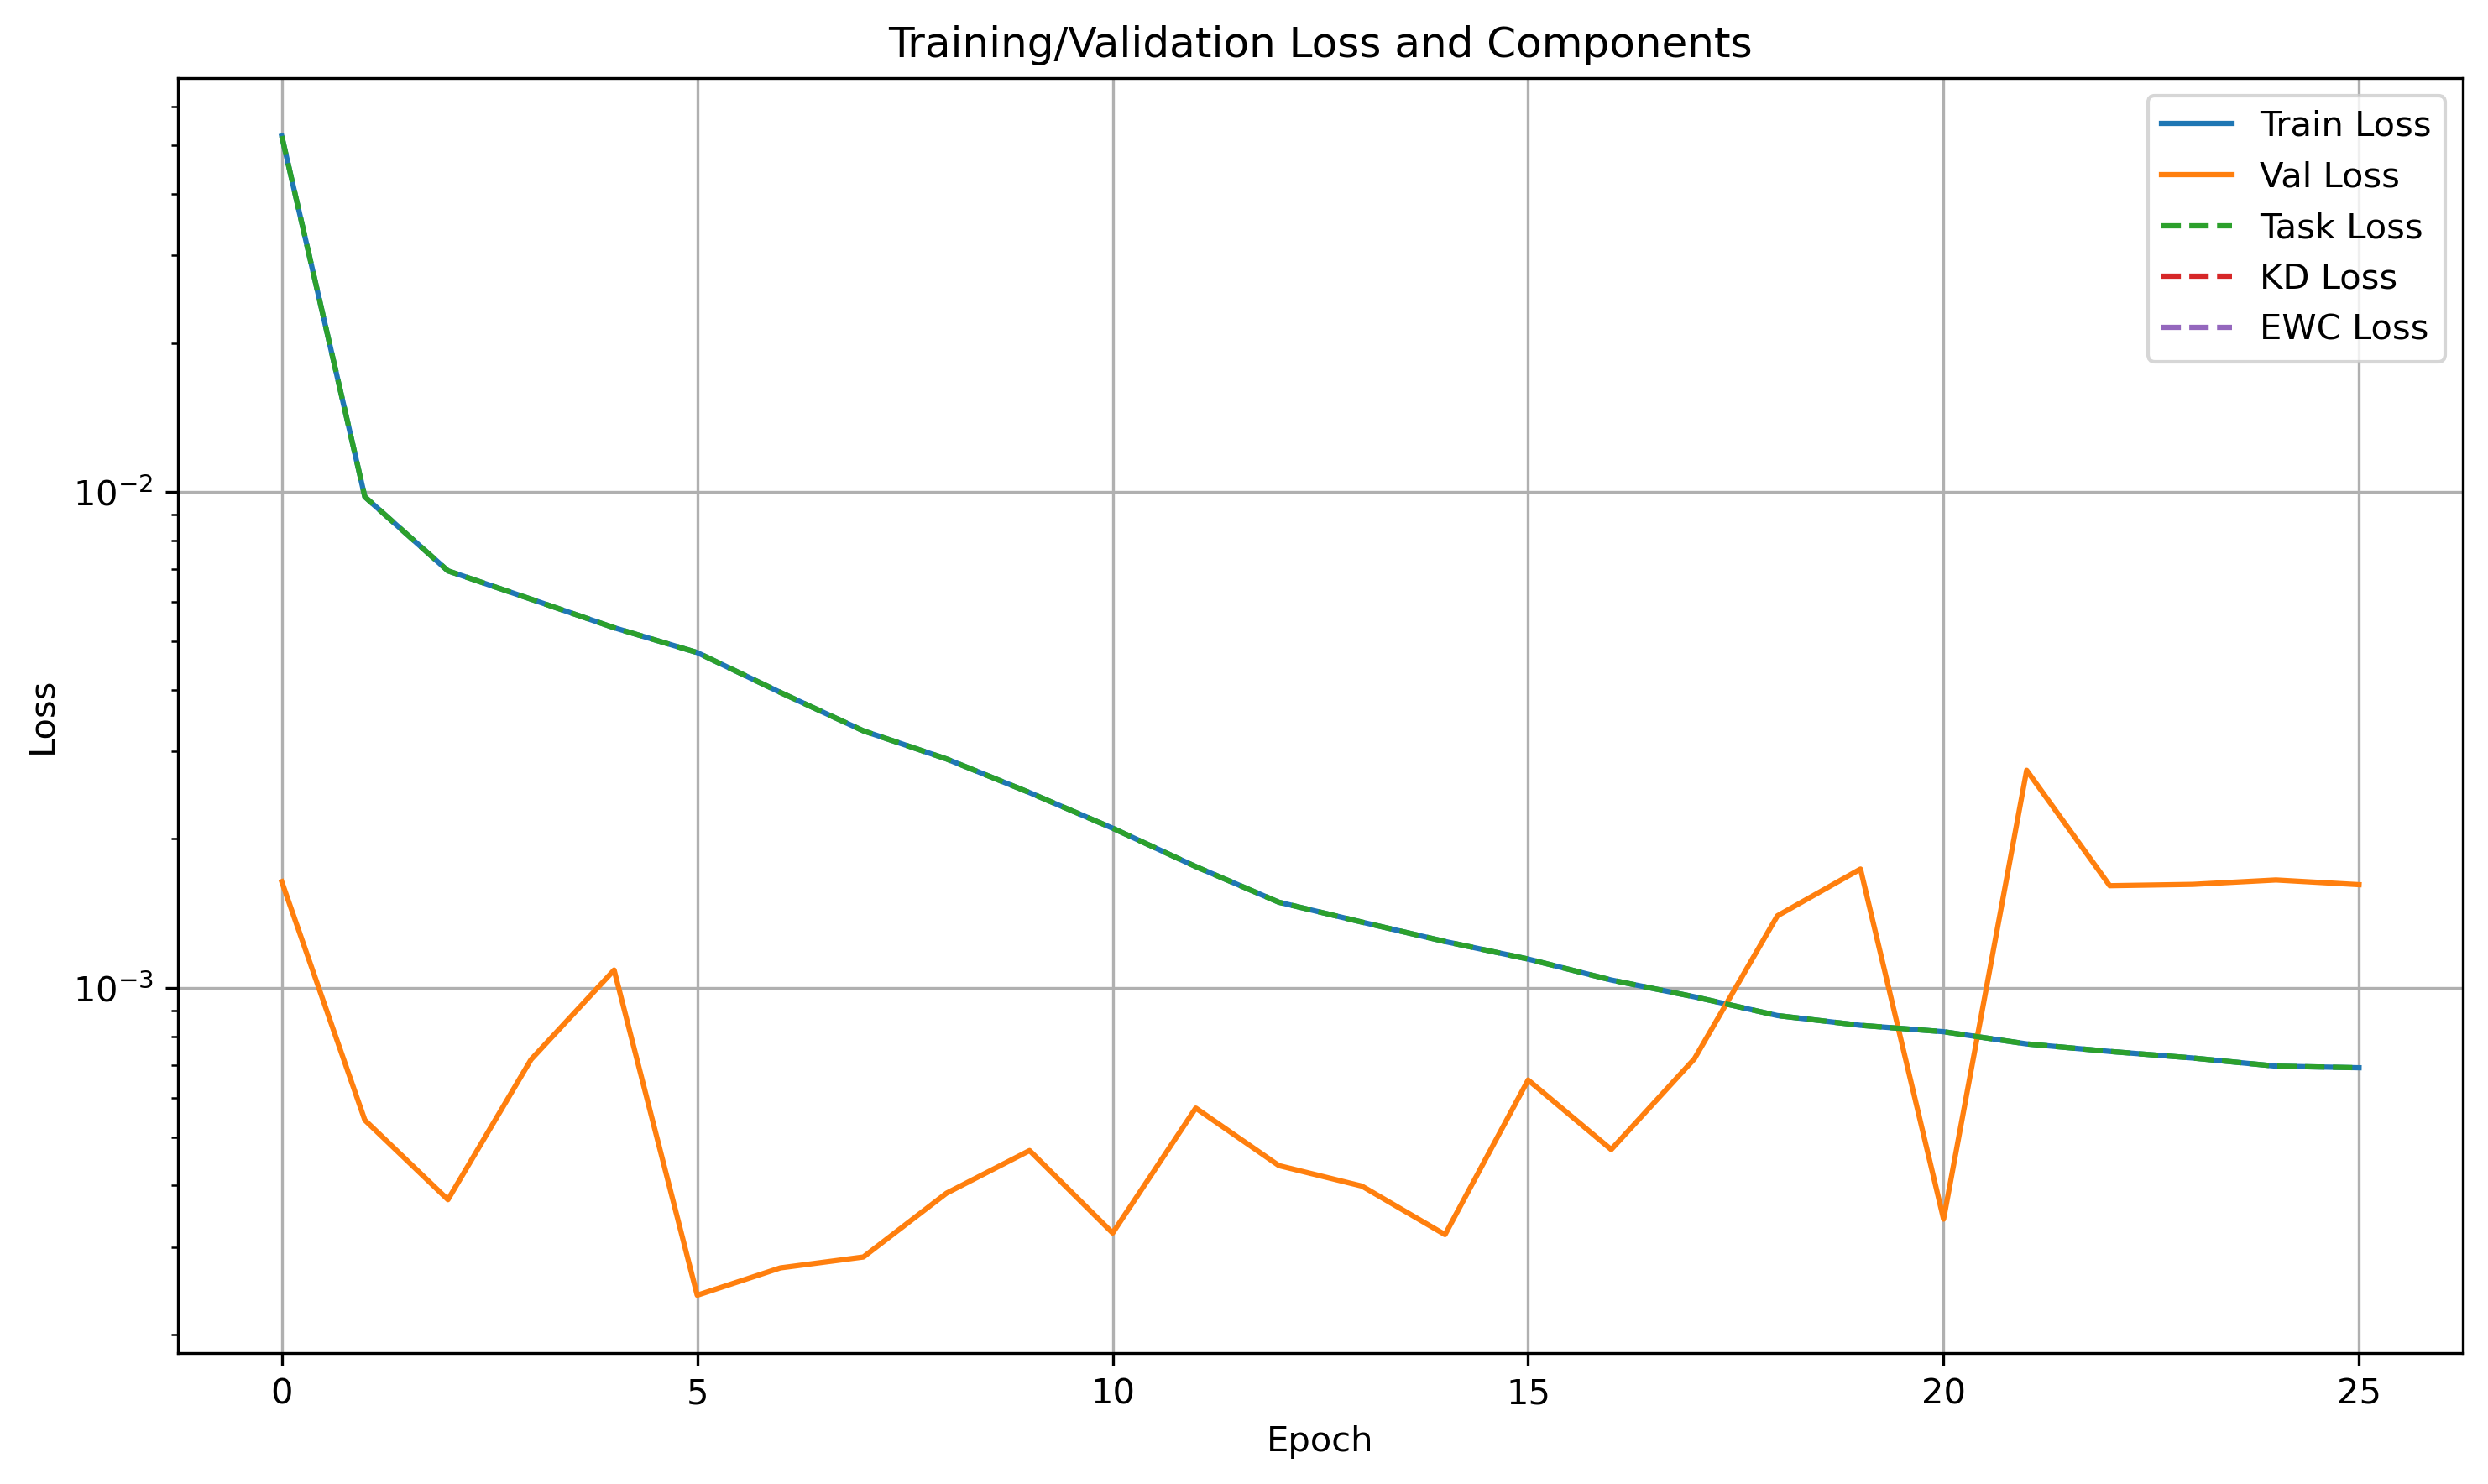 Training/Validation Loss and Components
Train Loss
Val Loss
Task Loss
KD Loss
EWC Loss
Loss
10⁻²
10⁻³
0 5 10 15 20 25
Epoch